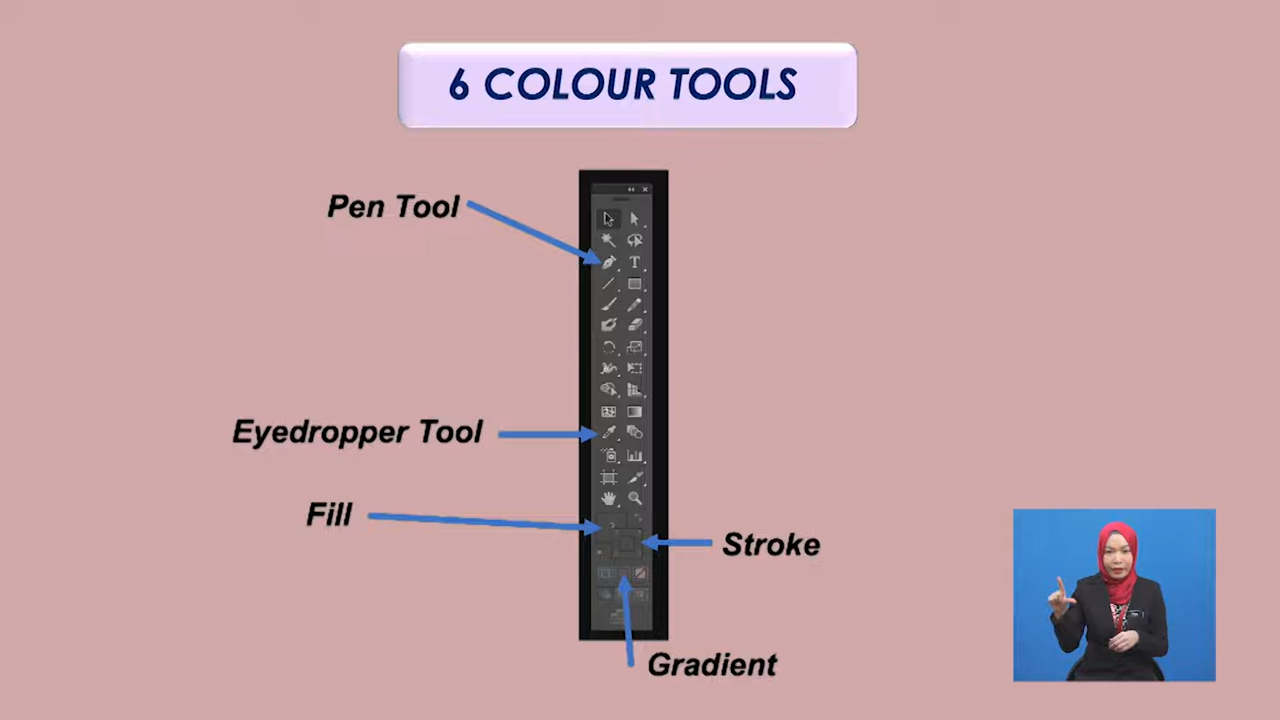 6 COLOUR TOOLS
Pen Tool
T
Eyedropper Tool
Fill
Stroke
Gradient